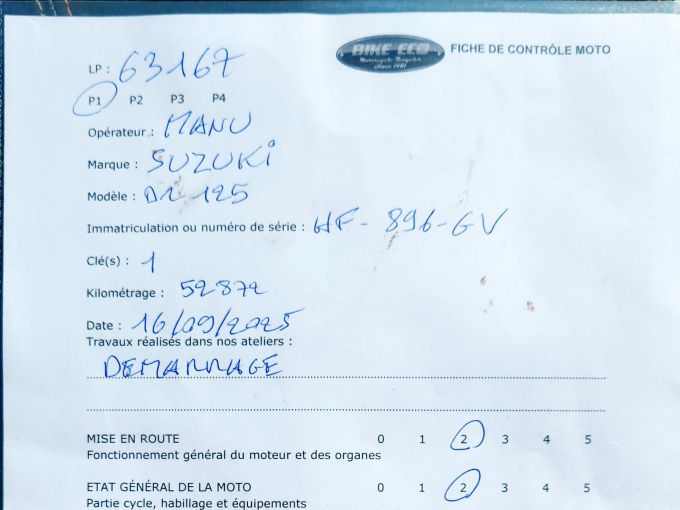 BIKE ECO
Motorcycle Recycler
Since 1981
FICHE DE CONTRÔLE MOTO
LP : 63167
P1 P2 P3 P4
Opérateur : MANU
Marque : SUZUKi
Modèle : 125
Immatriculation ou numéro de série : HF-896-GV
Clé(s) : 1
Kilométrage : 52872
Date : 16/09/2025
Travaux réalisés dans nos ateliers :
DEMARRAGE
MISE EN ROUTE 0 1 2 3 4 5
Fonctionnement général du moteur et des organes
ETAT GÉNÉRAL DE LA MOTO 0 1 2 3 4 5
Partie cycle, habillage et équipements